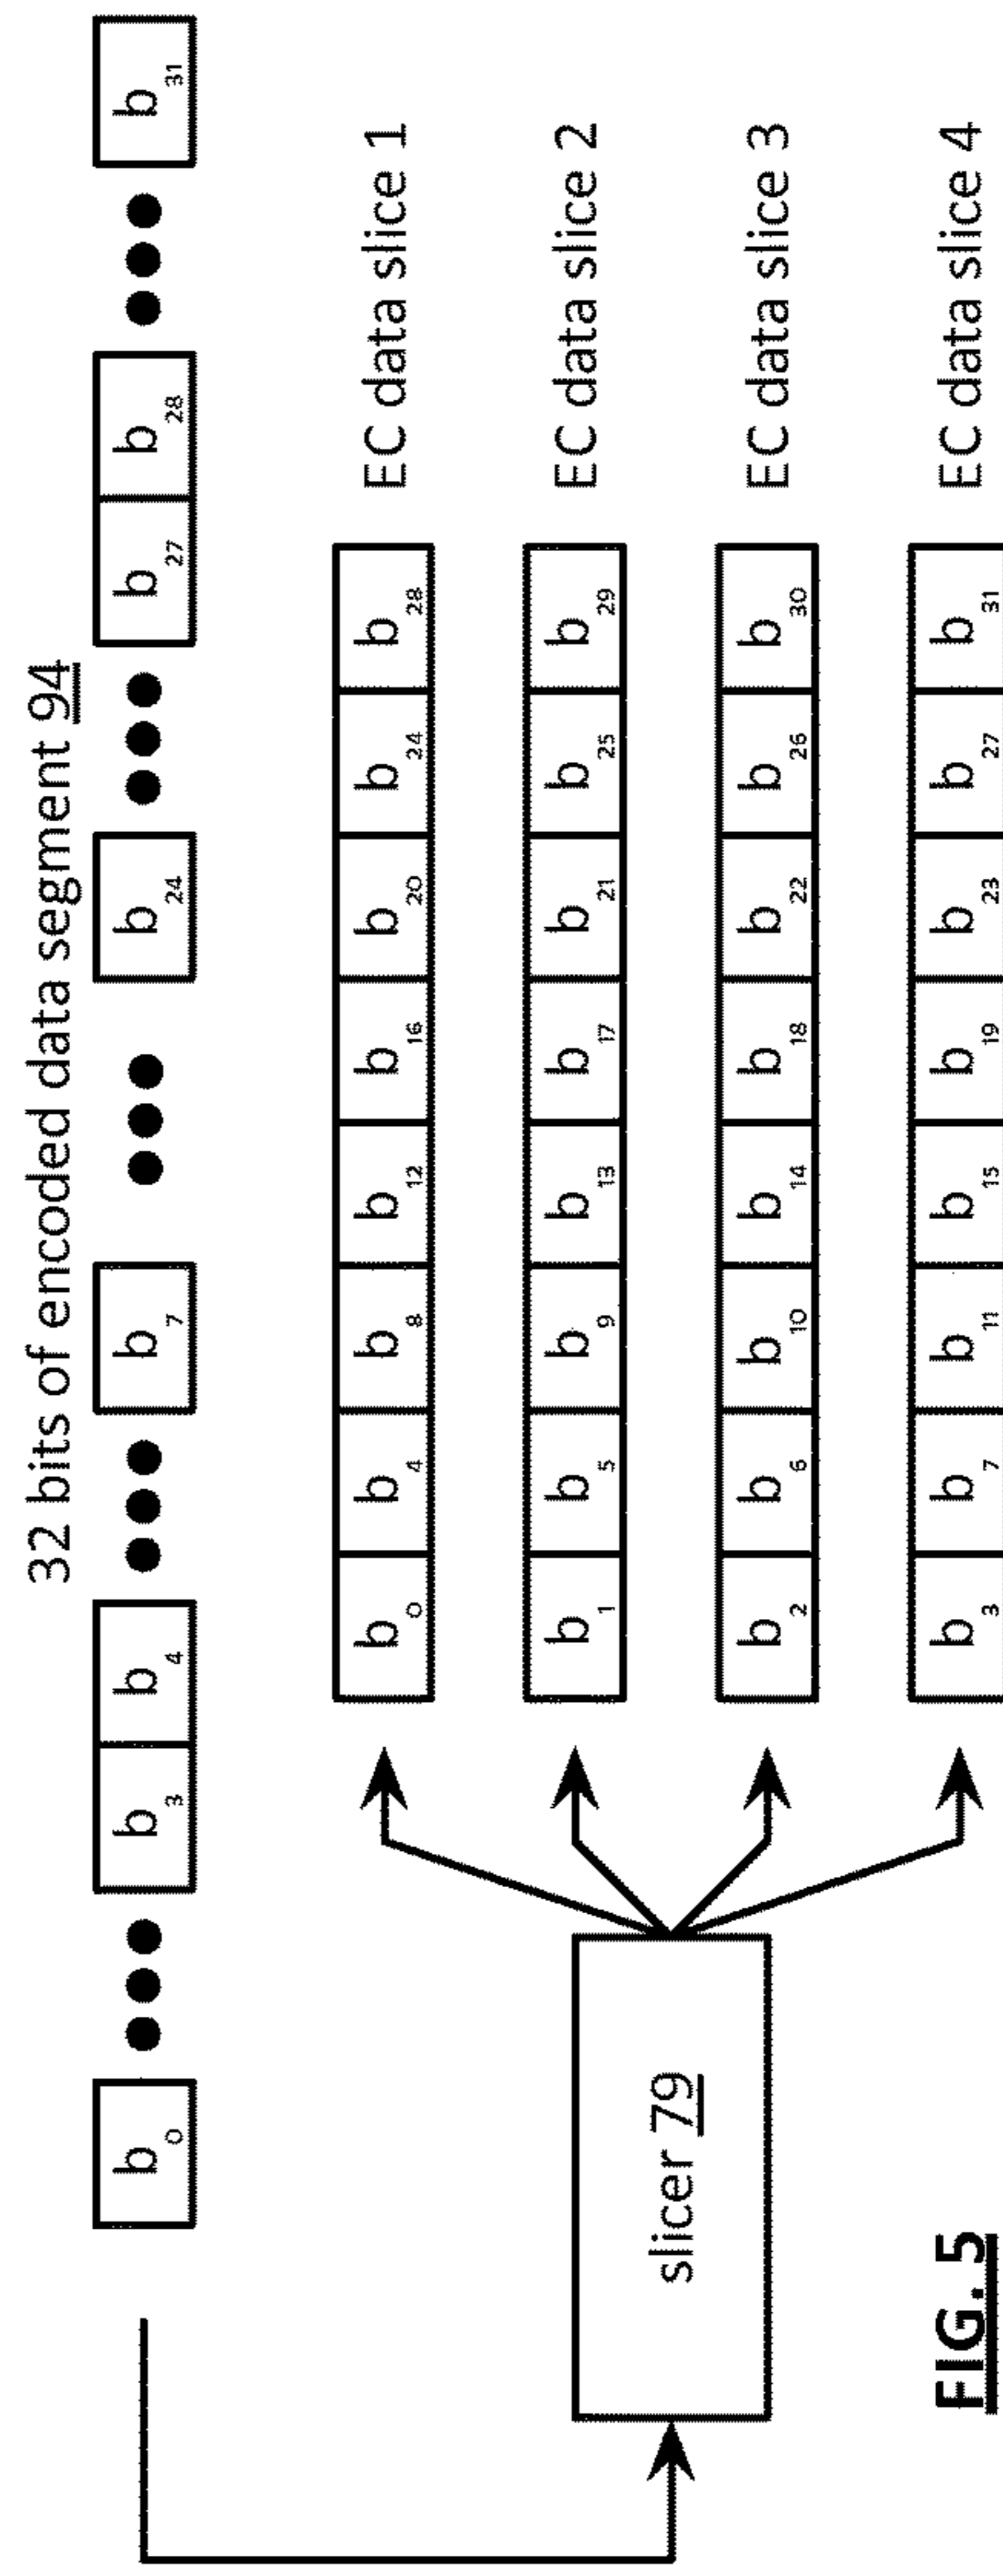 32 bits of encoded data segment 94
b0 ●●● b3 b4 ●●● b7 ●●● b24 ●●● b27 b28 ●●● b31
b0 b4 b8 b12 b16 b20 b24 b28 EC data slice 1
b1 b5 b9 b13 b17 b21 b25 b29 EC data slice 2
slicer 79
b2 b6 b10 b14 b18 b22 b26 b30 EC data slice 3
b3 b7 b11 b15 b19 b23 b27 b31 EC data slice 4
FIG. 5